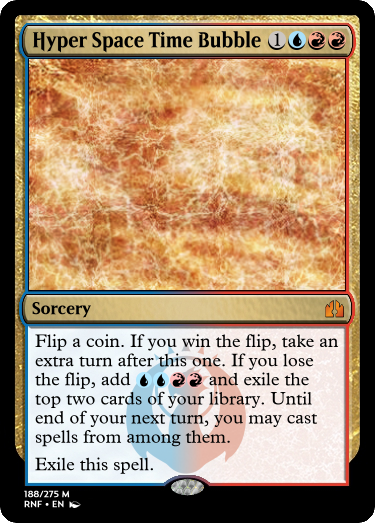 Hyper Space Time Bubble 1
Sorcery
Flip a coin. If you win the flip, take an
extra turn after this one. If you lose
the flip, add and exile the
top two cards of your library. Until
end of your next turn, you may cast
spells from among them.
Exile this spell.
188/275 M
RNF • EN